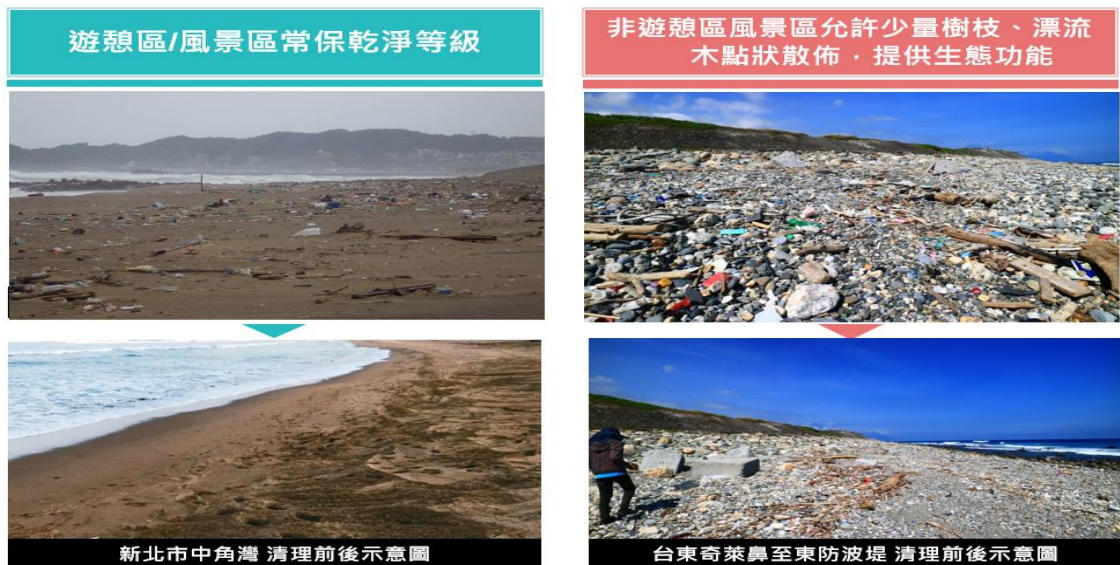 遊憩區/風景區常保乾淨等級
非遊憩區風景區允許少量樹枝、漂流
木點狀散佈，提供生態功能
新北市中角灣 清理前後示意圖
台東奇萊鼻至東防波堤 清理前後示意圖